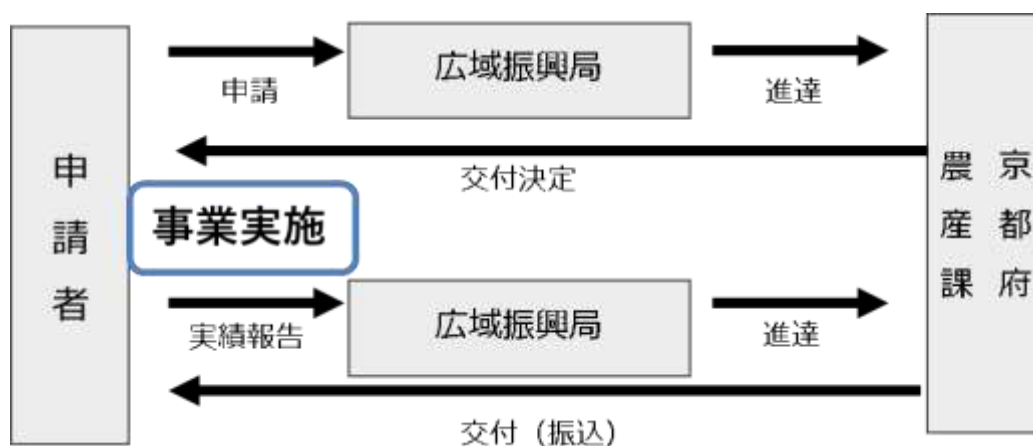 申請者
申請
広域振興局
進達
交付決定
事業実施
実績報告
広域振興局
進達
交付（振込）
京都府
農産課